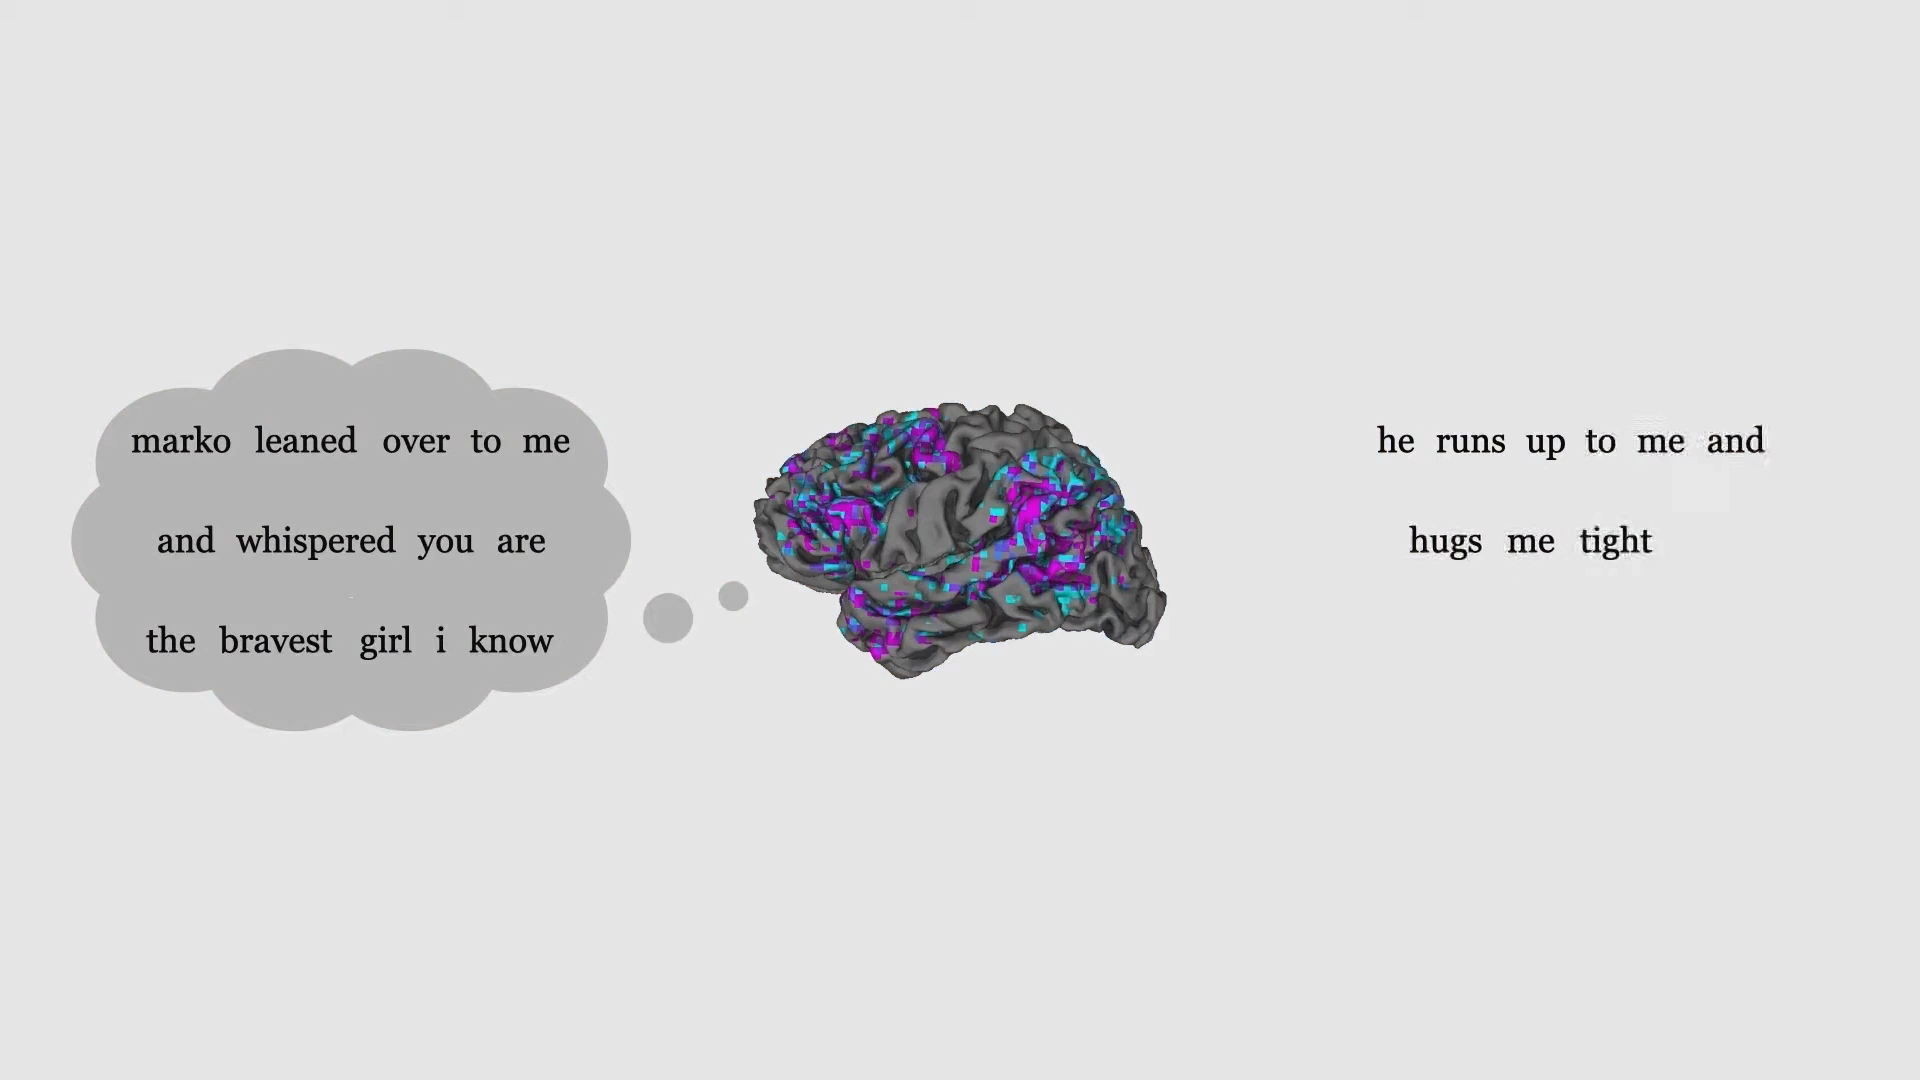 marko leaned over to me
and whispered you are
the bravest girl i know
he runs up to me and
hugs me tight